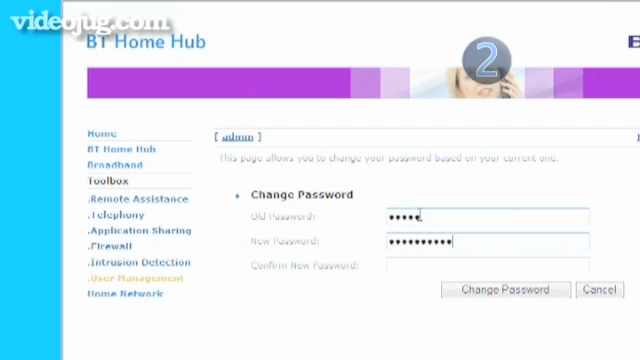 videojug.com
BT Home Hub
B
2
Home
BT Home Hub
Broadband
Toolbox
.Remote Assistance
.Telephony
.Application Sharing
.Firewall
.Intrusion Detection
.User Management
Home Network
[ admin ]
This page allows you to change your password based on your current one.
Change Password
Old Password:
New Password:
Confirm New Password:
Change Password
Cancel